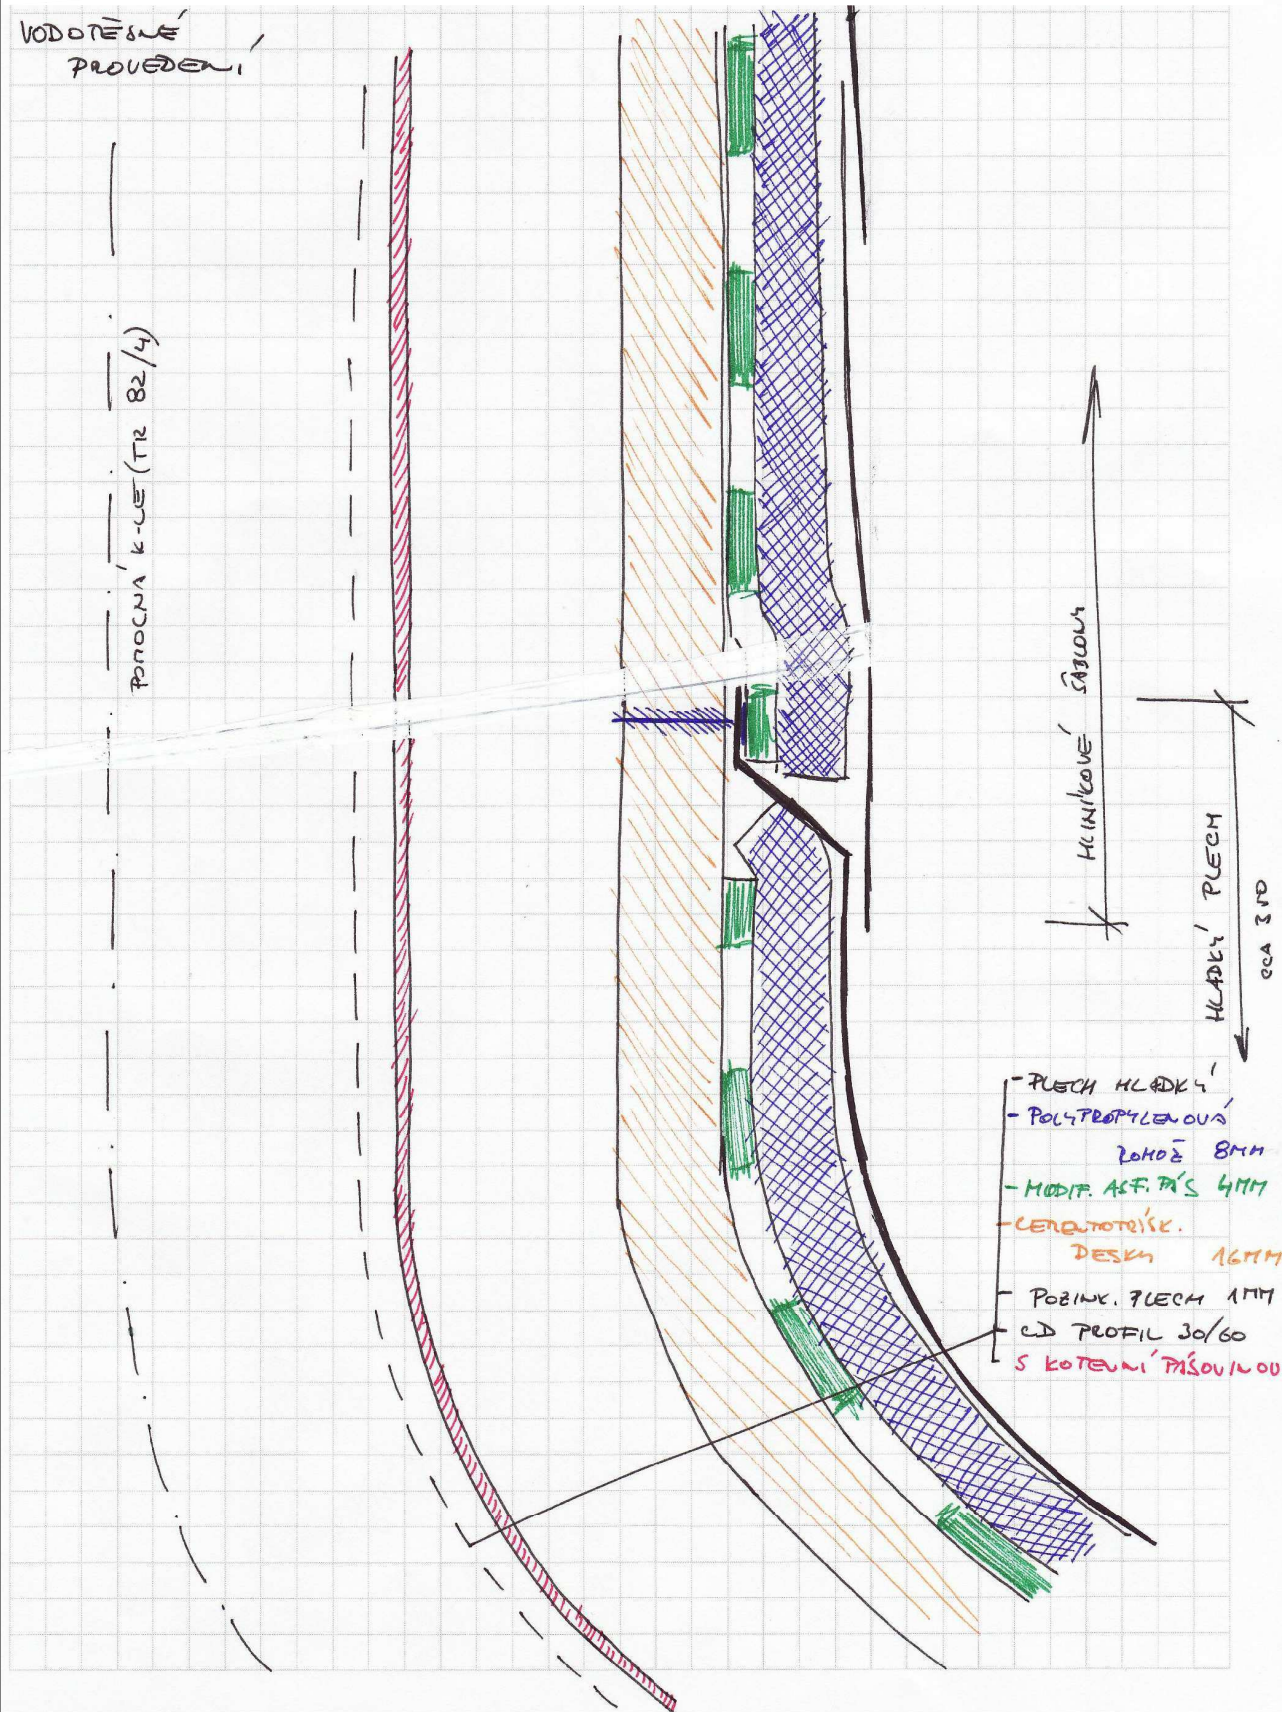 VODOTĚSNÉ
PROVEDENÍ
POMOCNÁ K-CE (TR 82/4)
HLINÍKOVÉ ŠABLONY
HLADKÝ PLECH
CCA 3 M
- PLECH HLADKÝ
- POLYPROPYLENOVÁ
ROHOŽ 8MM
- MODIF. ASF. PÁS 4MM
- CEMENTOTŘÍSK.
DESKY 16MM
- POZINK. PLECH 1MM
- CD PROFIL 30/60
S KOTEVNÍ PÁSOVINOU